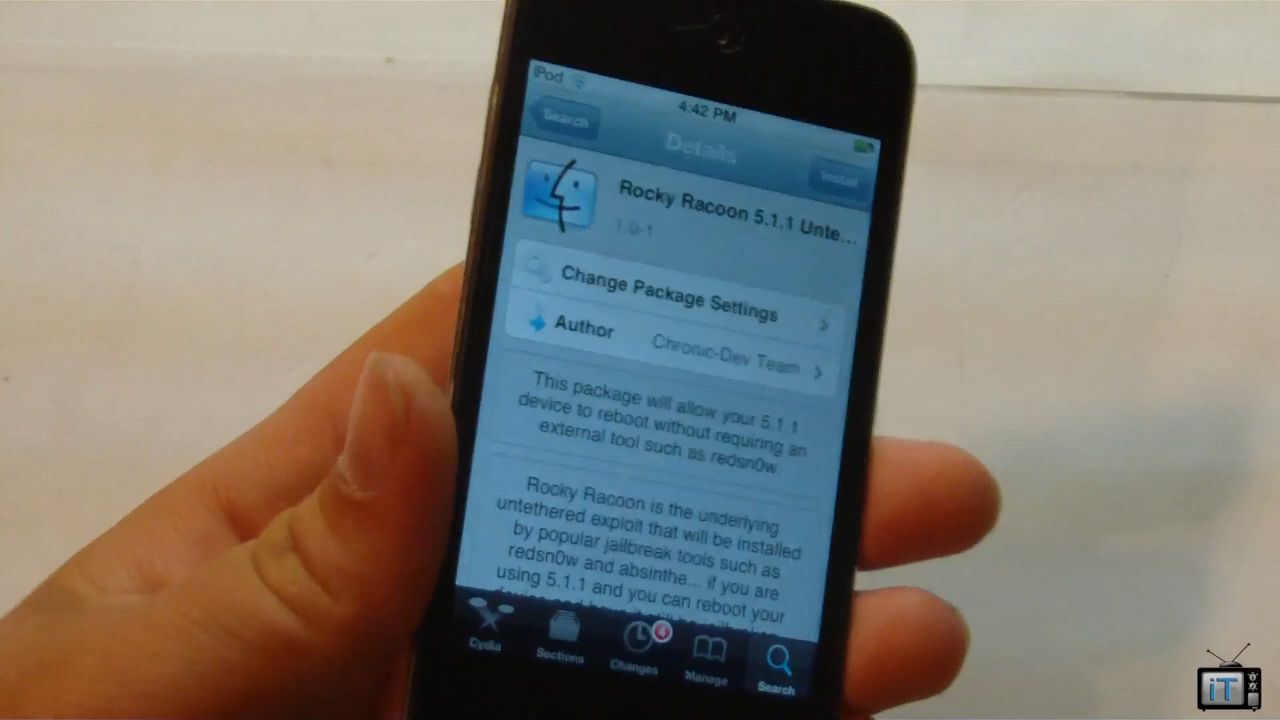 iPod
4:42 PM
Search
Details
Install
Rocky Racoon 5.1.1 Unte...
1.0-1
Change Package Settings
Author
Chronic-Dev Team
This package will allow your 5.1.1
device to reboot without requiring an
external tool such as redsn0w.
Rocky Racoon is the underlying
untethered exploit that will be installed
by popular jailbreak tools such as
redsn0w and absinthe... if you are
using 5.1.1 and you can reboot your
Cydia
Sections
4
Changes
Manage
Search
iT